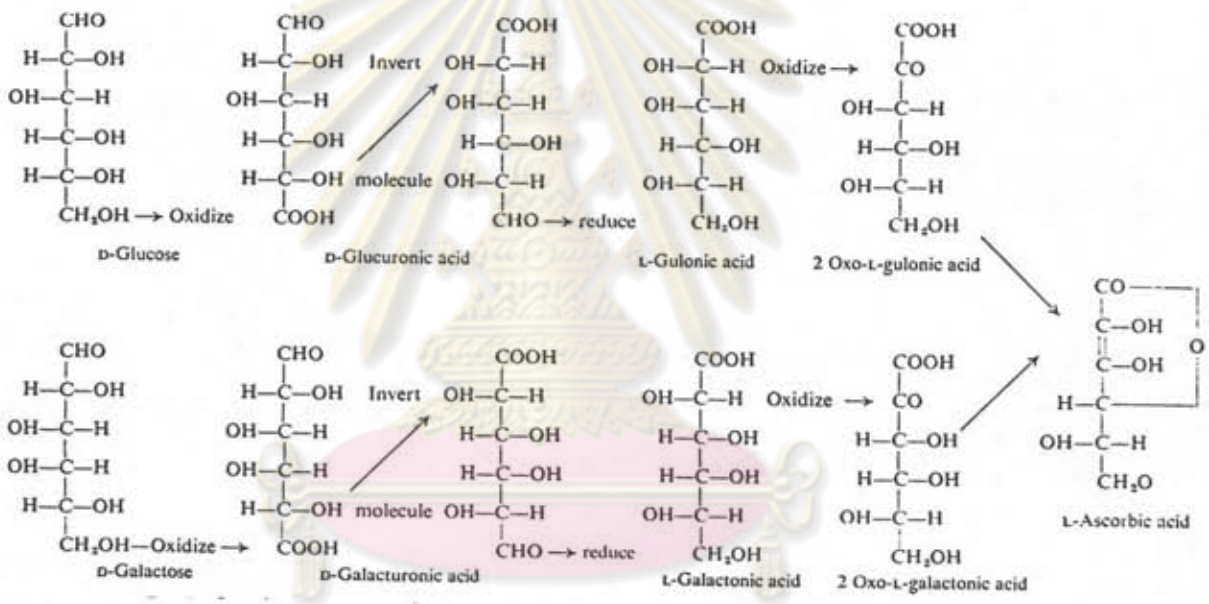 CHO
H—C—OH
OH—C—H
H—C—OH
H—C—OH
CH₂OH → Oxidize
D-Glucose
CHO
H—C—OH
OH—C—H
H—C—OH
H—C—OH
COOH
Invert
molecule
D-Glucuronic acid
COOH
OH—C—H
OH—C—H
H—C—OH
OH—C—H
CHO → reduce
COOH
OH—C—H Oxidize →
OH—C—H
H—C—OH
OH—C—H
CH₂OH
L-Gulonic acid
COOH
CO
OH—C—H
H—C—OH
OH—C—H
CH₂OH
2 Oxo-L-gulonic acid
CHO
H—C—OH
OH—C—H
OH—C—H
H—C—OH
CH₂OH—Oxidize →
D-Galactose
CHO
H—C—OH
OH—C—H
OH—C—H
H—C—OH
COOH
Invert
molecule
D-Galacturonic acid
COOH
OH—C—H
H—C—OH
H—C—OH
OH—C—H
CHO → reduce
COOH
OH—C—H Oxidize →
H—C—OH
H—C—OH
OH—C—H
CH₂OH
L-Galactonic acid
COOH
CO
H—C—OH
H—C—OH
OH—C—H
CH₂OH
2 Oxo-L-galactonic acid
CO
C—OH
O
C—OH
H—C
OH—C—H
CH₂O
L-Ascorbic acid